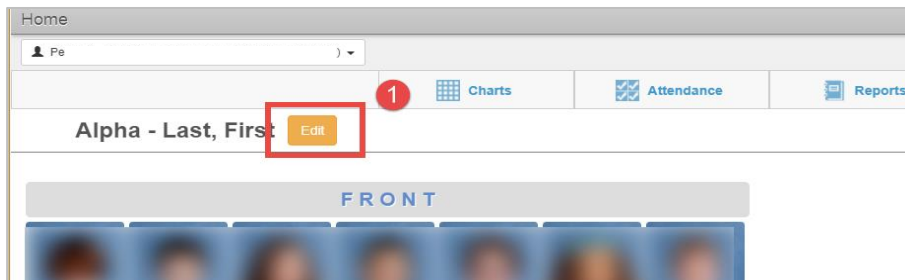 Home
Pe ) 
1 Charts Attendance Reports
Alpha - Last, First Edit
FRONT